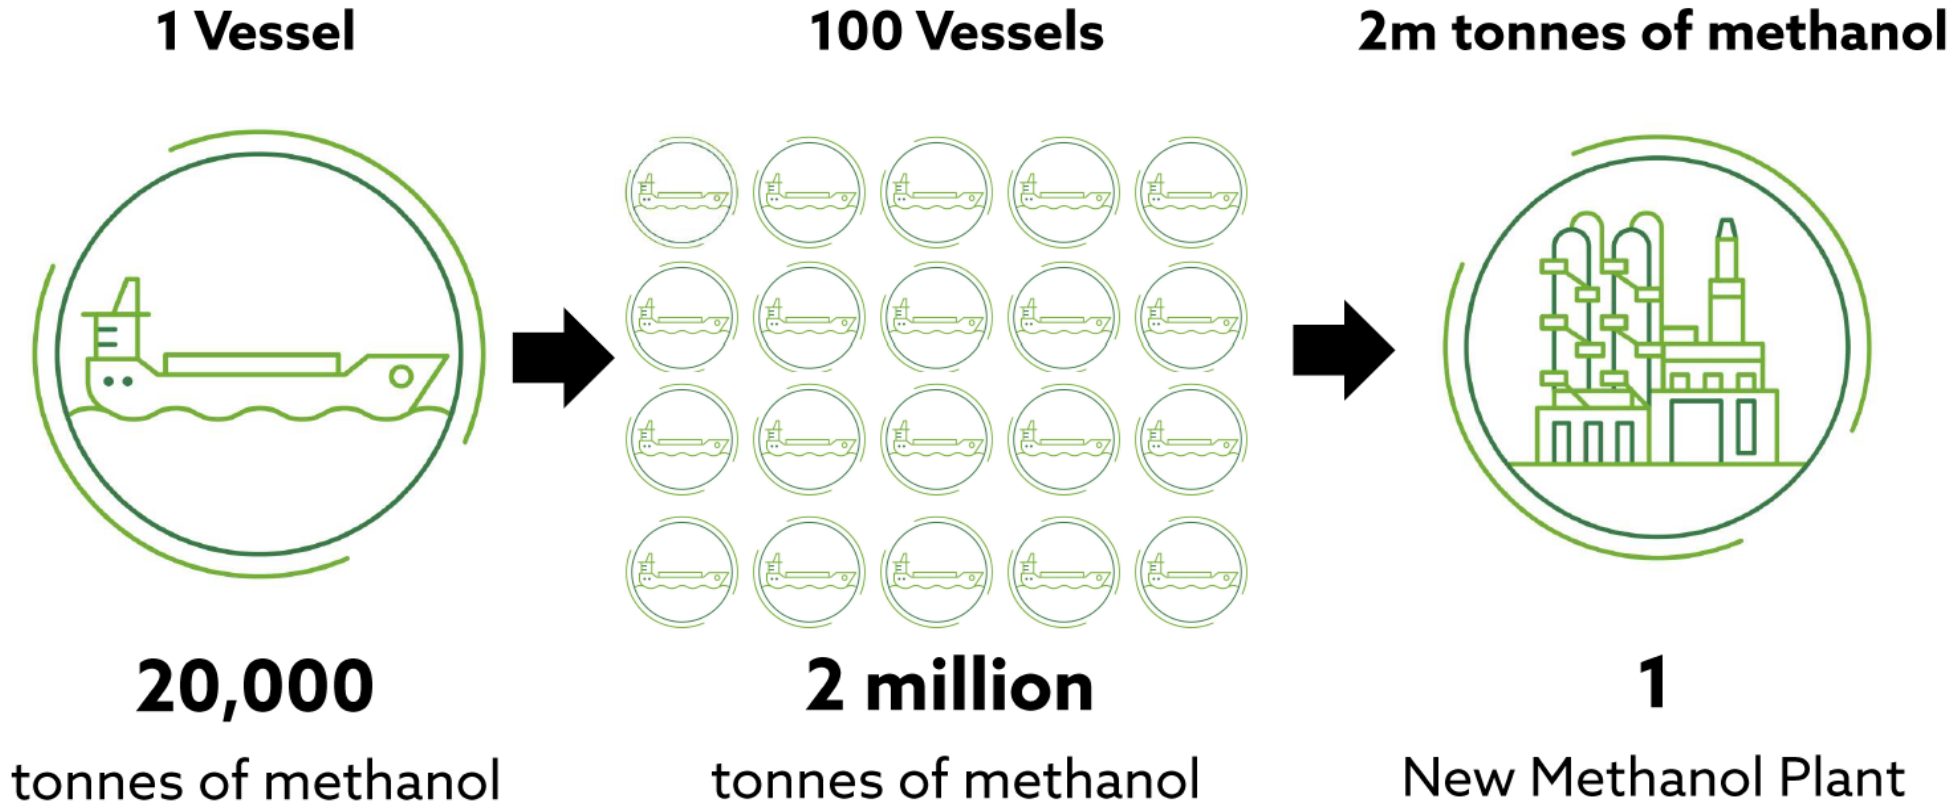 1 Vessel
100 Vessels
2m tonnes of methanol
20,000
tonnes of methanol
2 million
tonnes of methanol
1
New Methanol Plant